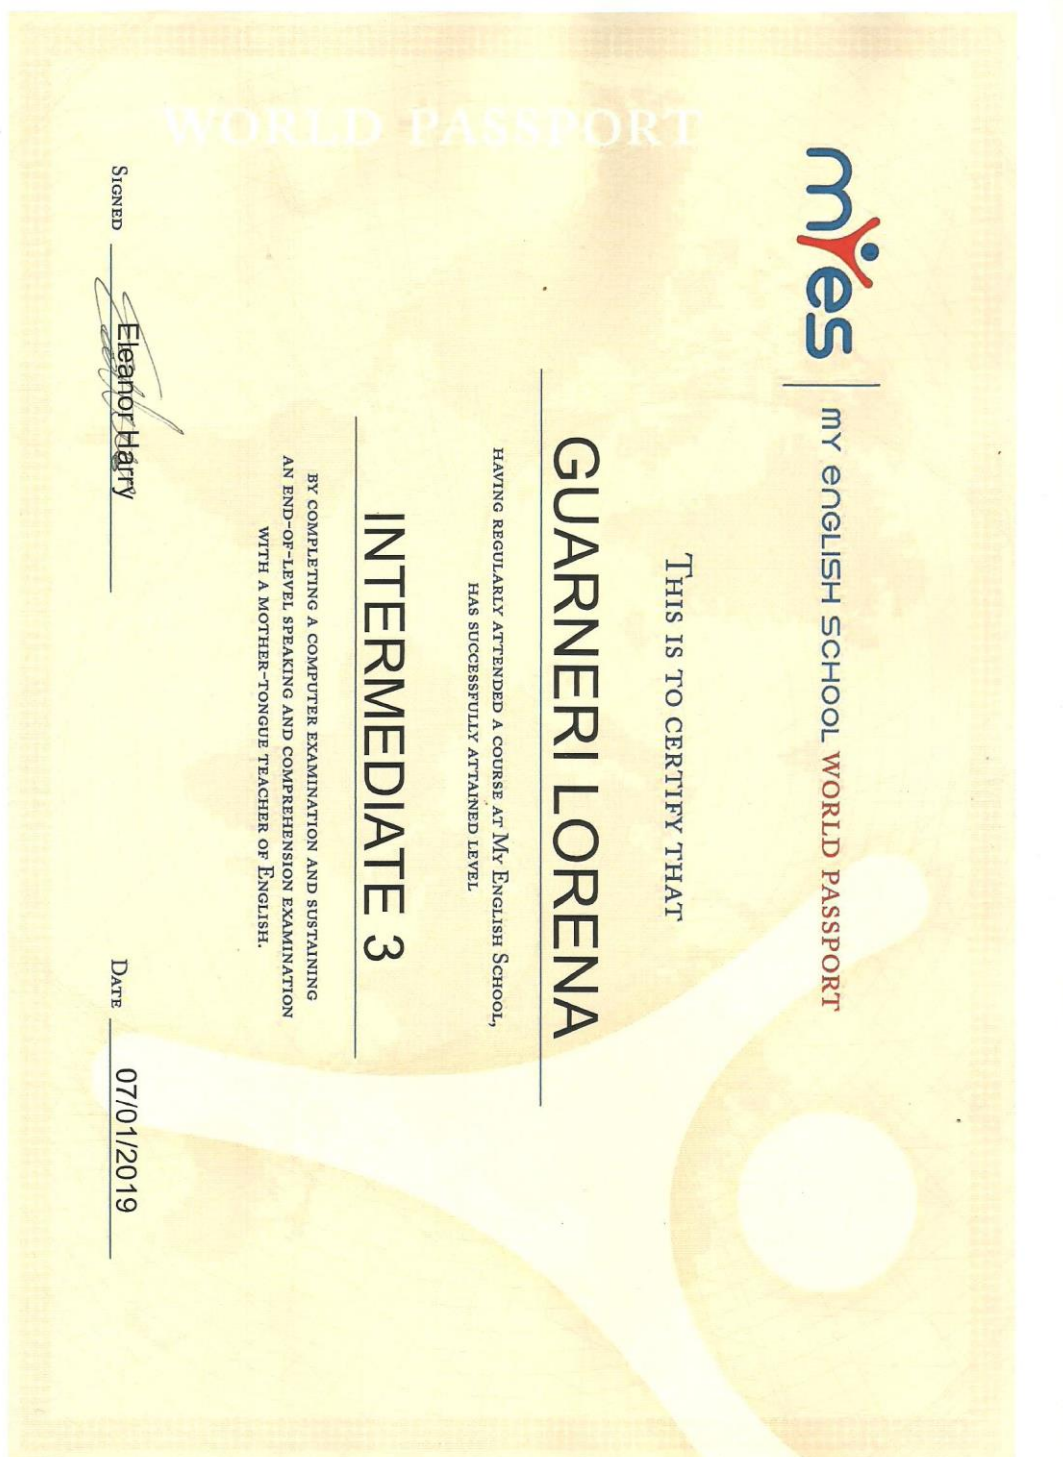 myes | my english school WORLD PASSPORT
THIS IS TO CERTIFY THAT
GUARNERI LORENA
HAVING REGULARLY ATTENDED A COURSE AT MY ENGLISH SCHOOL,
HAS SUCCESSFULLY ATTAINED LEVEL
INTERMEDIATE 3
BY COMPLETING A COMPUTER EXAMINATION AND SUSTAINING
AN END-OF-LEVEL SPEAKING AND COMPREHENSION EXAMINATION
WITH A MOTHER-TONGUE TEACHER OF ENGLISH.
SIGNED Eleanor Harry DATE 07/01/2019
WORLD PASSPORT